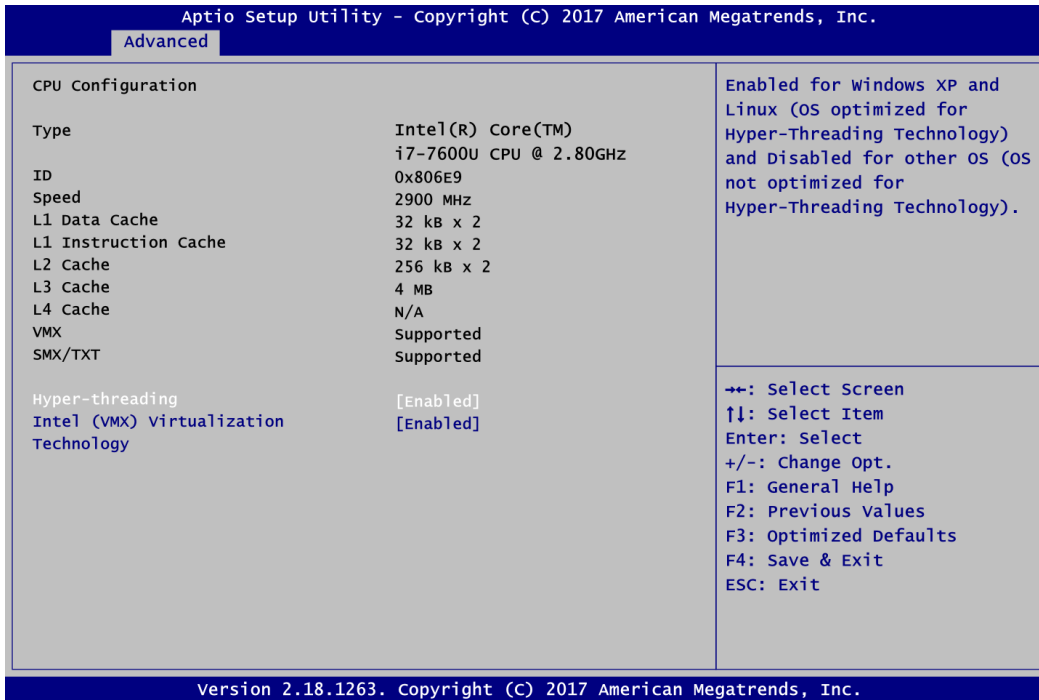 Aptio Setup Utility - Copyright (C) 2017 American Megatrends, Inc.
Advanced
CPU Configuration
Type Intel(R) Core(TM)
i7-7600U CPU @ 2.80GHz
ID 0x806E9
Speed 2900 MHz
L1 Data Cache 32 kB x 2
L1 Instruction Cache 32 kB x 2
L2 Cache 256 kB x 2
L3 Cache 4 MB
L4 Cache N/A
VMX Supported
SMX/TXT Supported
Hyper-threading [Enabled]
Intel (VMX) Virtualization [Enabled]
Technology
Enabled for Windows XP and
Linux (OS optimized for
Hyper-Threading Technology)
and Disabled for other OS (OS
not optimized for
Hyper-Threading Technology).
→←: Select Screen
↑↓: Select Item
Enter: Select
+/-: Change Opt.
F1: General Help
F2: Previous Values
F3: Optimized Defaults
F4: Save & Exit
ESC: Exit
Version 2.18.1263. Copyright (C) 2017 American Megatrends, Inc.